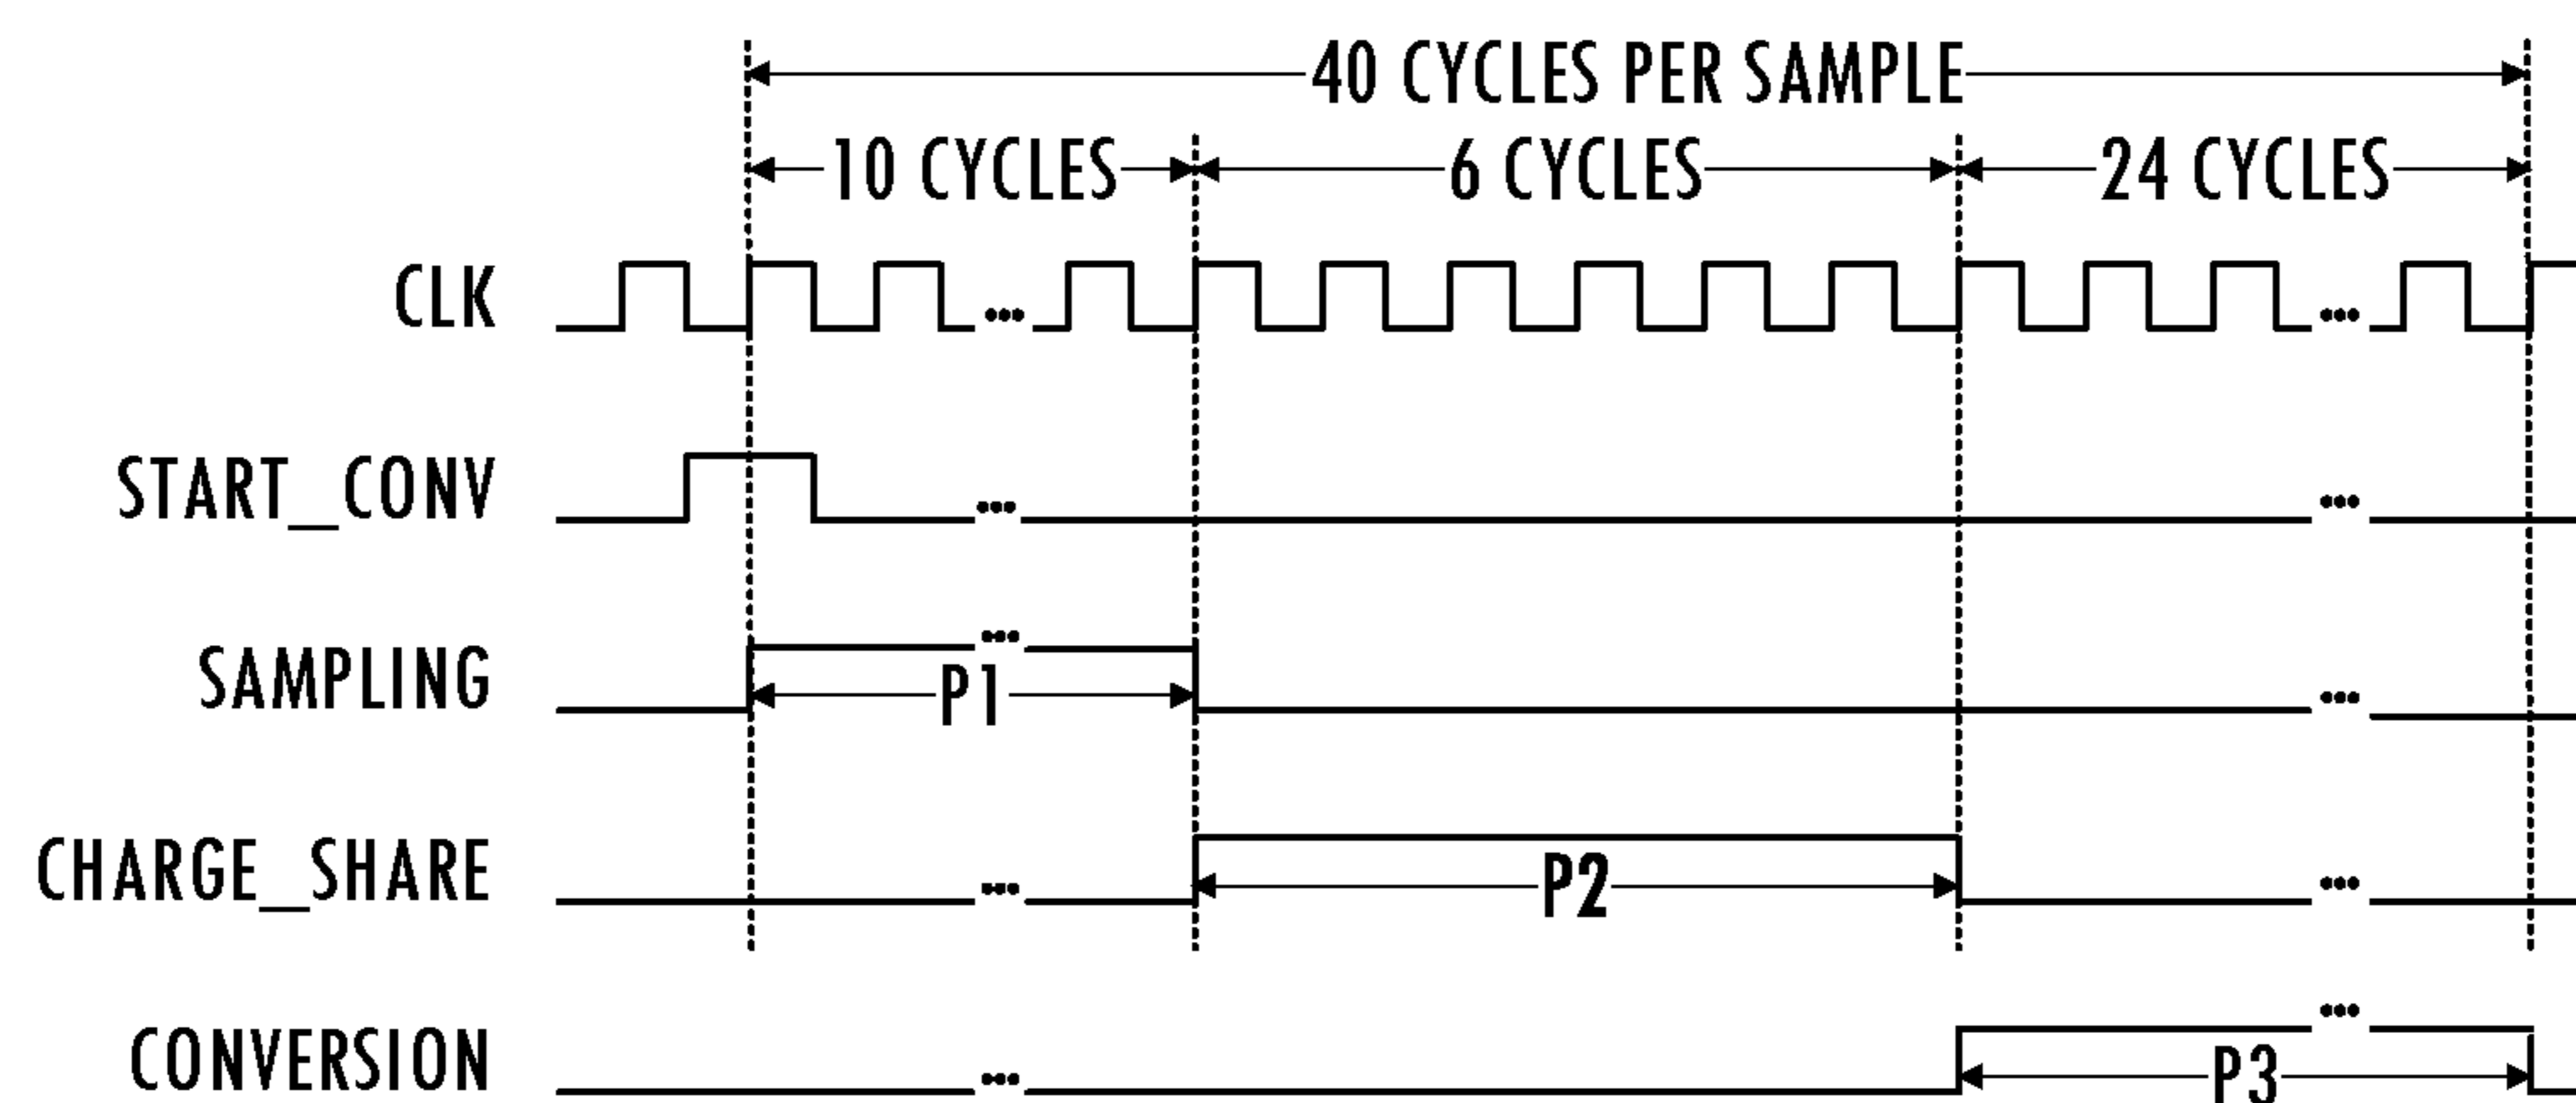 40 CYCLES PER SAMPLE
10 CYCLES 6 CYCLES 24 CYCLES
CLK
START_CONV
SAMPLING
P1
CHARGE_SHARE
P2
CONVERSION
P3